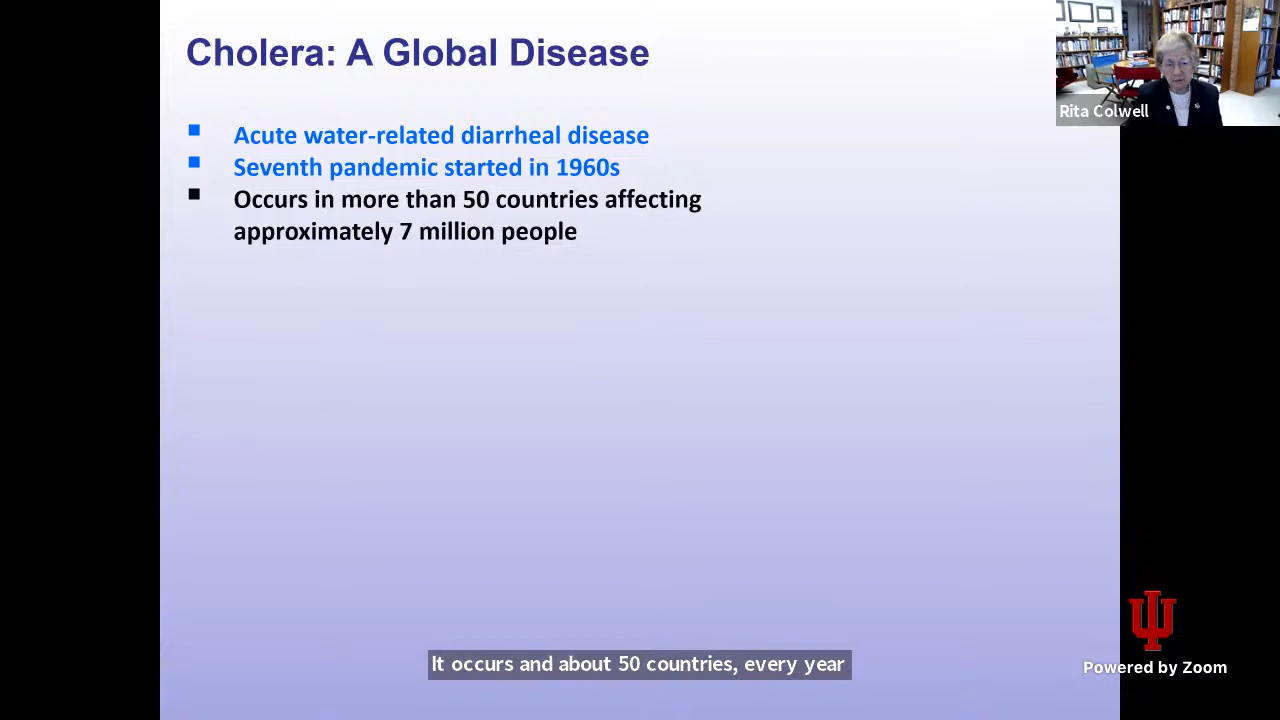 Cholera: A Global Disease
Rita Colwell
Acute water-related diarrheal disease
Seventh pandemic started in 1960s
Occurs in more than 50 countries affecting
approximately 7 million people
It occurs and about 50 countries, every year
Powered by Zoom